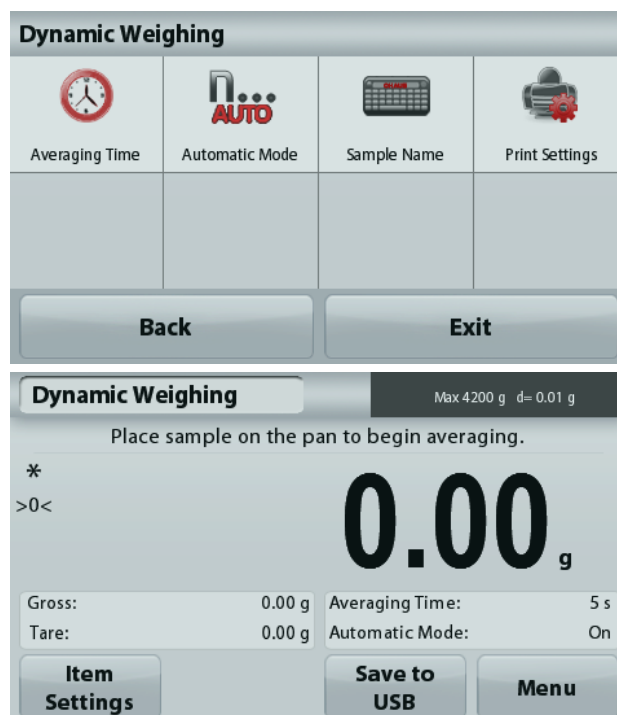 Dynamic Weighing
n...
AUTO
Averaging Time
Automatic Mode
Sample Name
Print Settings
Back
Exit
Dynamic Weighing
Max 4200 g d= 0.01 g
Place sample on the pan to begin averaging.
*
>0<
0.00 g
Gross: 0.00 g
Tare: 0.00 g
Averaging Time: 5 s
Automatic Mode: On
Item
Settings
Save to
USB
Menu